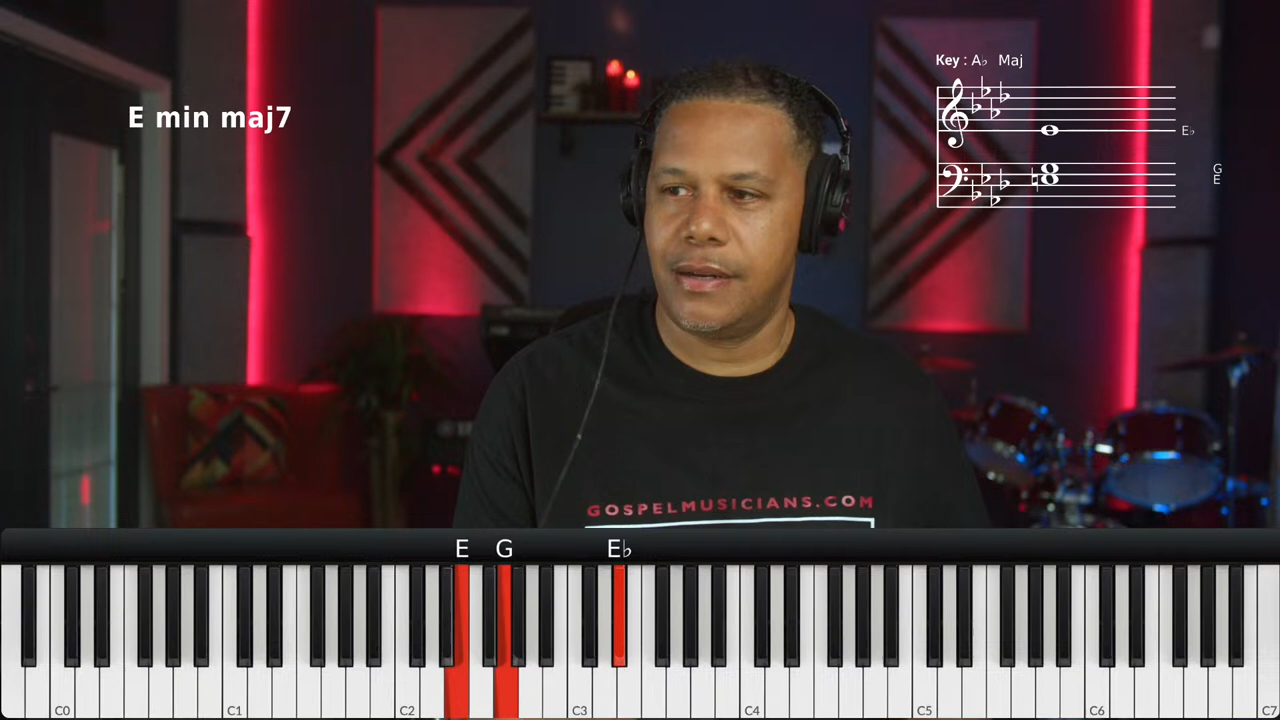 E min maj7
Key : A♭ Maj
E♭
G
E
GOSPELMUSICIANS.COM
E G E♭
C0 C1 C2 C3 C4 C5 C6 C7